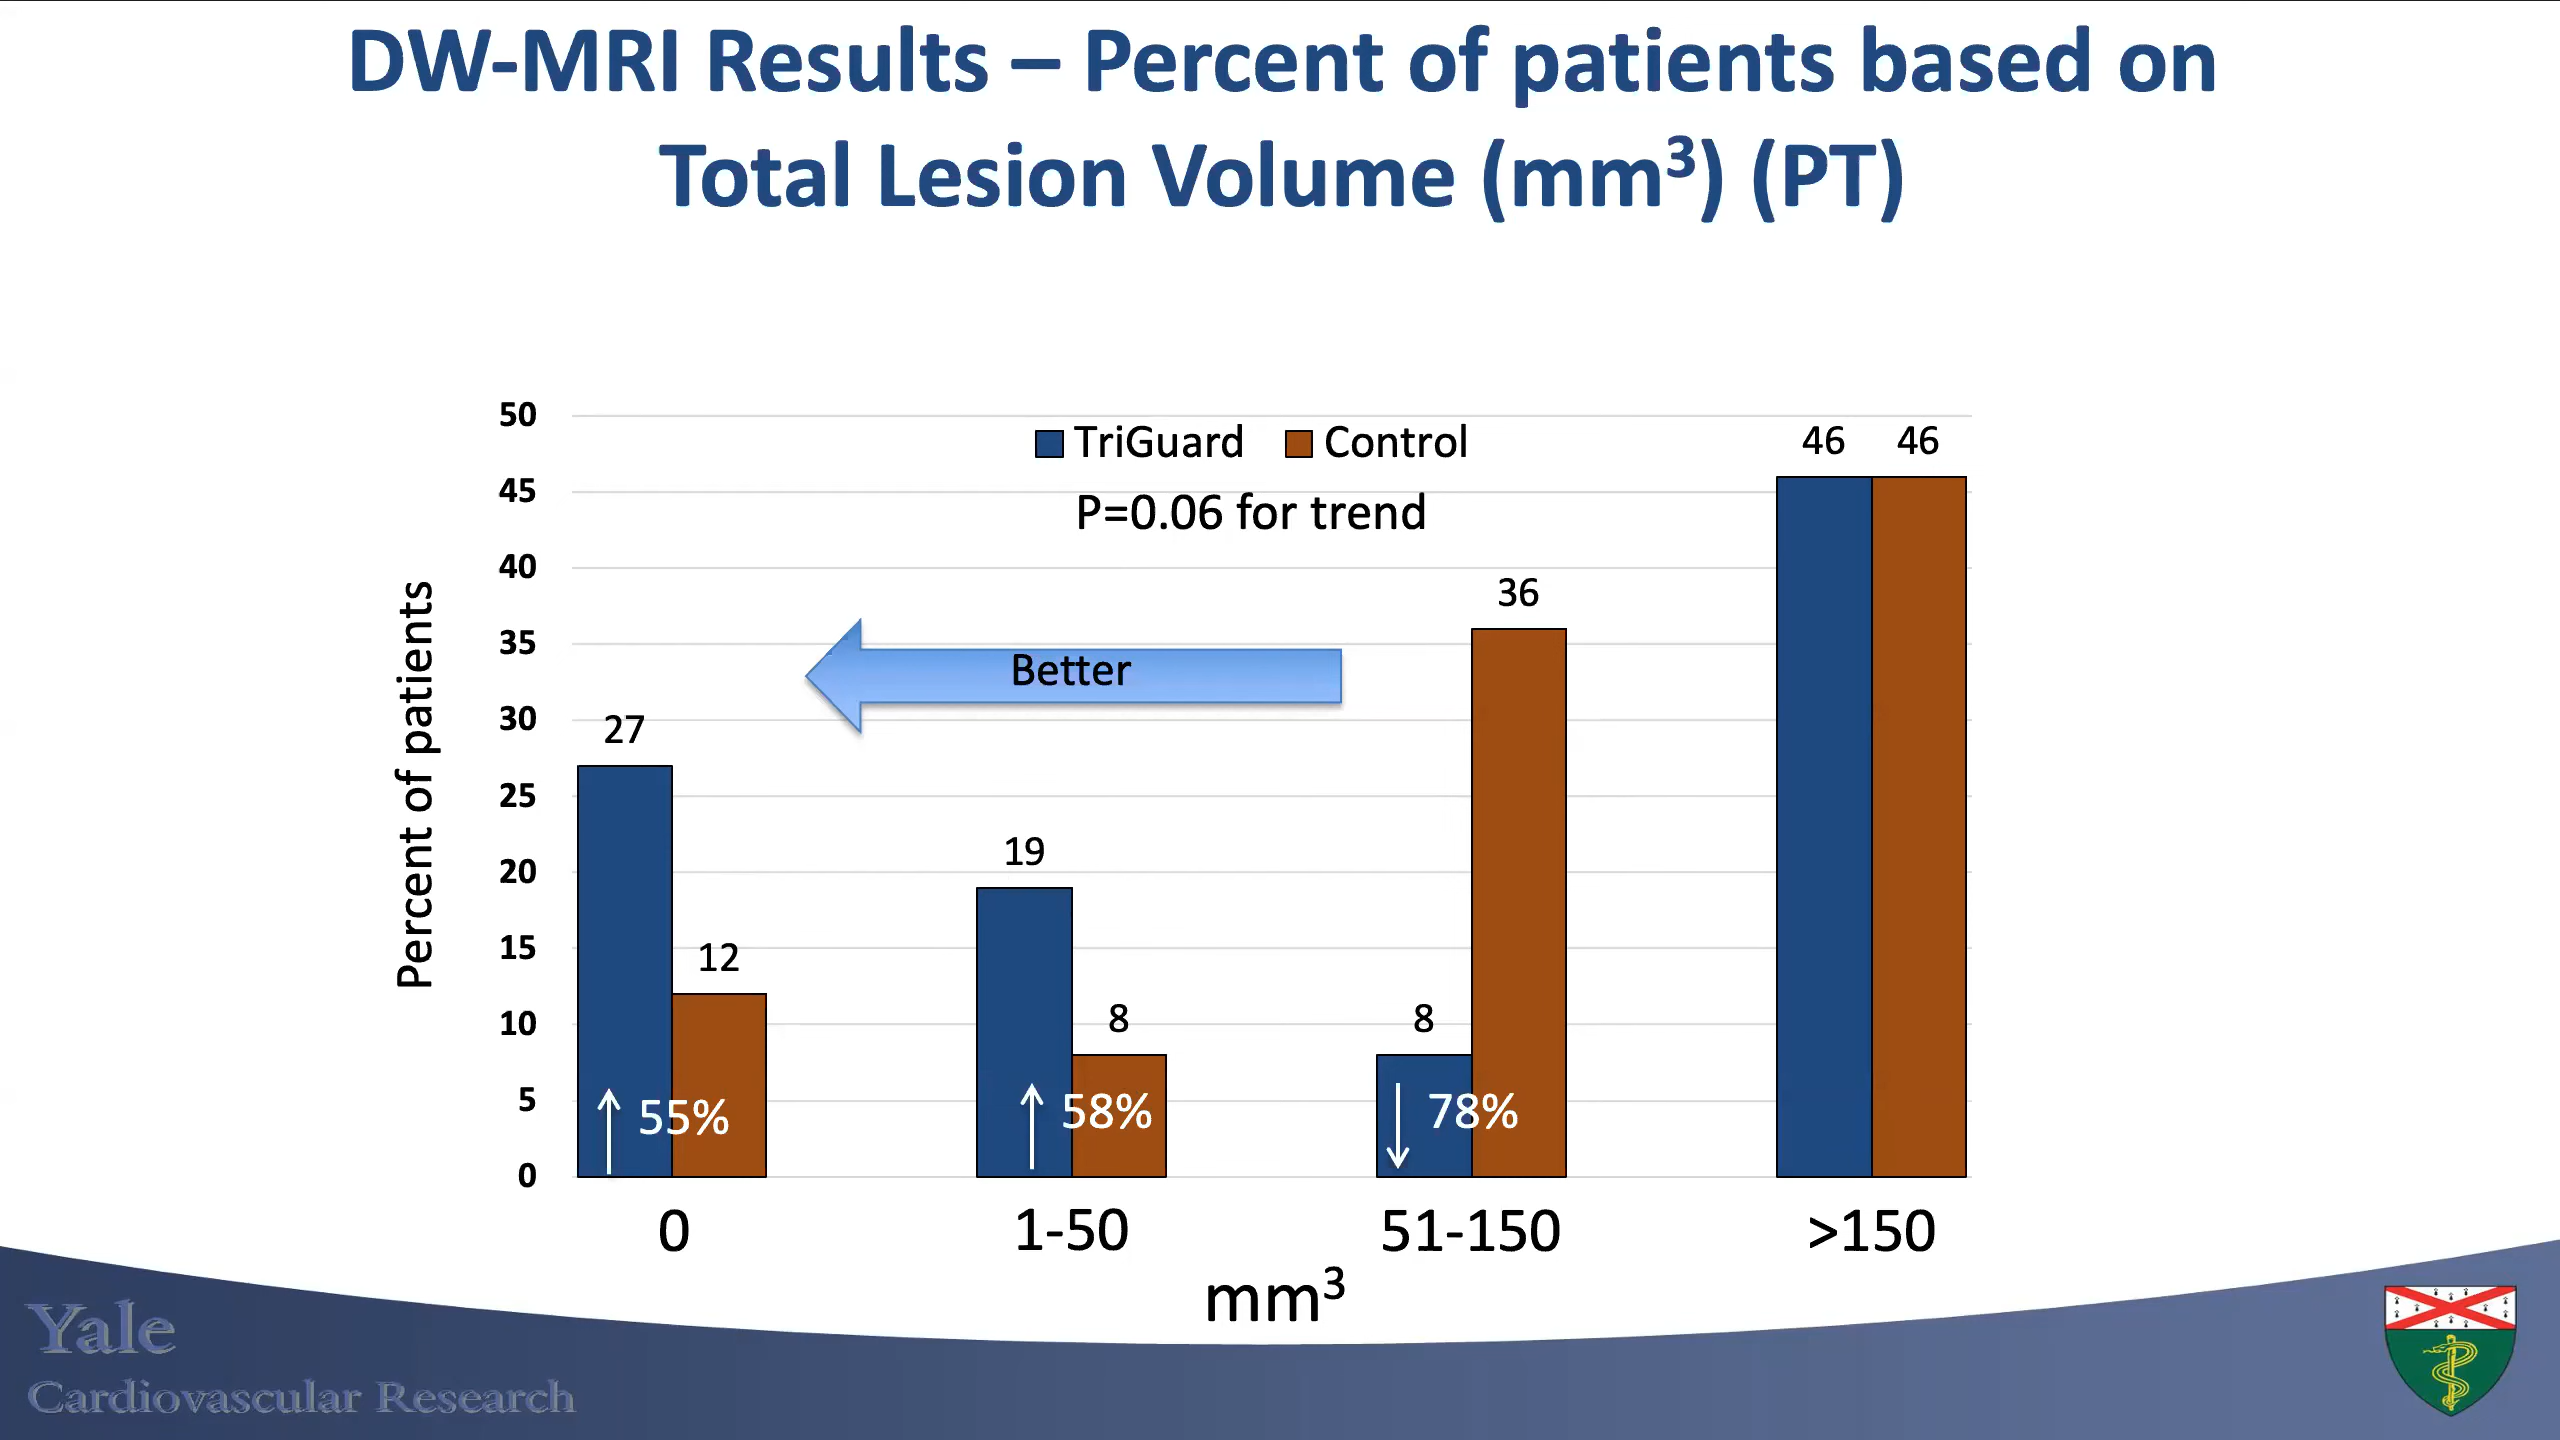 DW-MRI Results – Percent of patients based on
Total Lesion Volume (mm³) (PT)
50
45
40
35
30
25
20
15
10
5
0
Percent of patients
TriGuard Control
P=0.06 for trend
Better
27
12
19
8
8
36
46 46
55%
58%
78%
0 1-50 51-150 >150
mm³
Yale
Cardiovascular Research